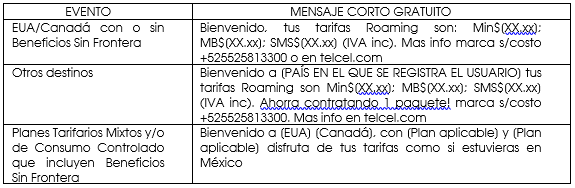 EVENTO
MENSAJE CORTO GRATUITO
EUA/Canadá con o sin
Beneficios Sin Frontera
Bienvenido, tus tarifas Roaming son: Min$(XX.xx);
MB$(XX.xx); SMS$(XX.xx) (IVA inc). Mas info marca s/costo
+525525813300 o en telcel.com
Otros destinos
Bienvenido a (PAÍS EN EL QUE SE REGISTRA EL USUARIO) tus
tarifas Roaming son Min$(XX.xx); MB$(XX.xx); SMS$(XX.xx)
(IVA inc). Ahorra contratando 1 paquete! marca s/costo
+525525813300. Mas info en telcel.com
Planes Tarifarios Mixtos y/o
de Consumo Controlado
que incluyen Beneficios
Sin Frontera
Bienvenido a (EUA) (Canadá), con (Plan aplicable) y (Plan
aplicable) disfruta de tus tarifas como si estuvieras en
México